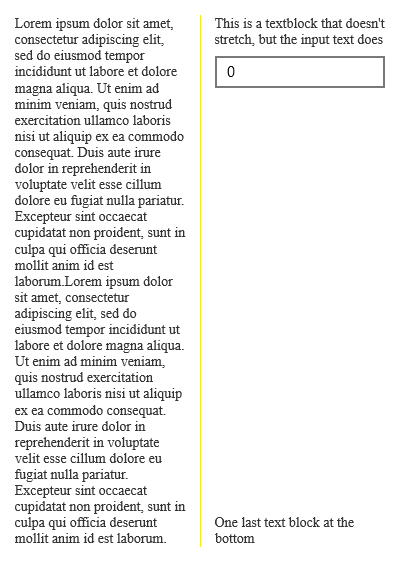 Lorem ipsum dolor sit amet,
consectetur adipiscing elit,
sed do eiusmod tempor
incididunt ut labore et dolore
magna aliqua. Ut enim ad
minim veniam, quis nostrud
exercitation ullamco laboris
nisi ut aliquip ex ea commodo
consequat. Duis aute irure
dolor in reprehenderit in
voluptate velit esse cillum
dolore eu fugiat nulla pariatur.
Excepteur sint occaecat
cupidatat non proident, sunt in
culpa qui officia deserunt
mollit anim id est
laborum.Lorem ipsum dolor
sit amet, consectetur
adipiscing elit, sed do
eiusmod tempor incididunt ut
labore et dolore magna aliqua.
Ut enim ad minim veniam,
quis nostrud exercitation
ullamco laboris nisi ut aliquip
ex ea commodo consequat.
Duis aute irure dolor in
reprehenderit in voluptate
velit esse cillum dolore eu
fugiat nulla pariatur.
Excepteur sint occaecat
cupidatat non proident, sunt in
culpa qui officia deserunt
mollit anim id est laborum.
This is a textblock that doesn't
stretch, but the input text does
0
One last text block at the
bottom